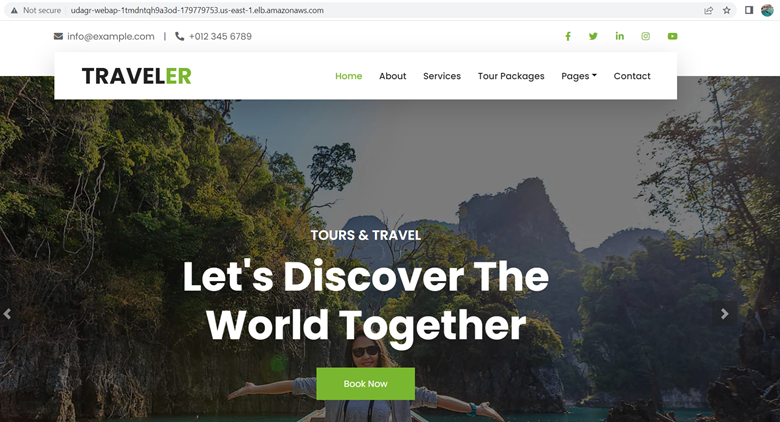 Not secure | udagr-webap-1tmdntqh9a3od-179779753.us-east-1.elb.amazonaws.com
info@example.com | +012 345 6789
TRAVELER
Home About Services Tour Packages Pages Contact
TOURS & TRAVEL
Let's Discover The
World Together
Book Now